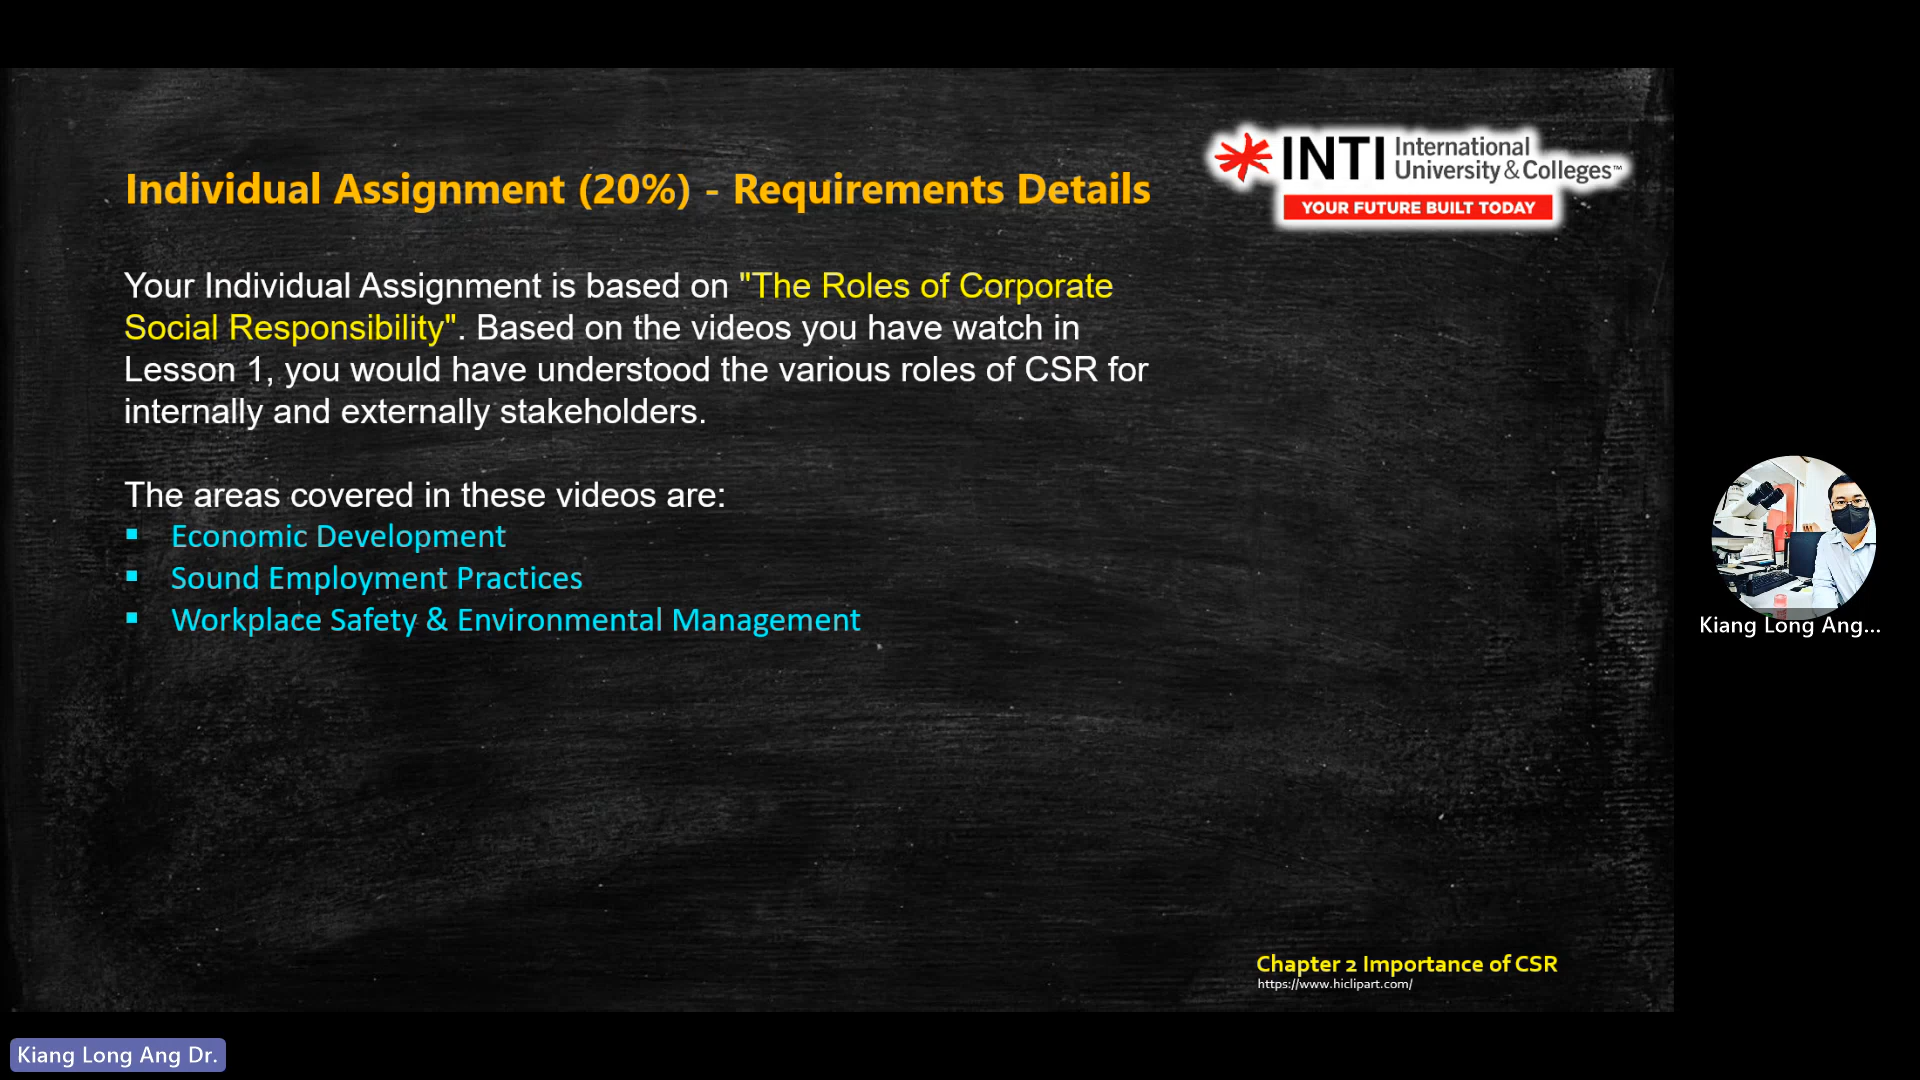 INTI International
University & Colleges™
YOUR FUTURE BUILT TODAY
Individual Assignment (20%) - Requirements Details
Your Individual Assignment is based on "The Roles of Corporate
Social Responsibility". Based on the videos you have watch in
Lesson 1, you would have understood the various roles of CSR for
internally and externally stakeholders.
The areas covered in these videos are:
▪ Economic Development
▪ Sound Employment Practices
▪ Workplace Safety & Environmental Management
Kiang Long Ang...
Chapter 2 Importance of CSR
https://www.hiclipart.com/
Kiang Long Ang Dr.